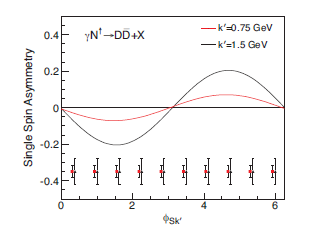 γN↑→DD̄+X
k′=0.75 GeV
k′=1.5 GeV
Single Spin Asymmetry
0.4
0.2
0
-0.2
-0.4
0 2 4 6
ϕSk′